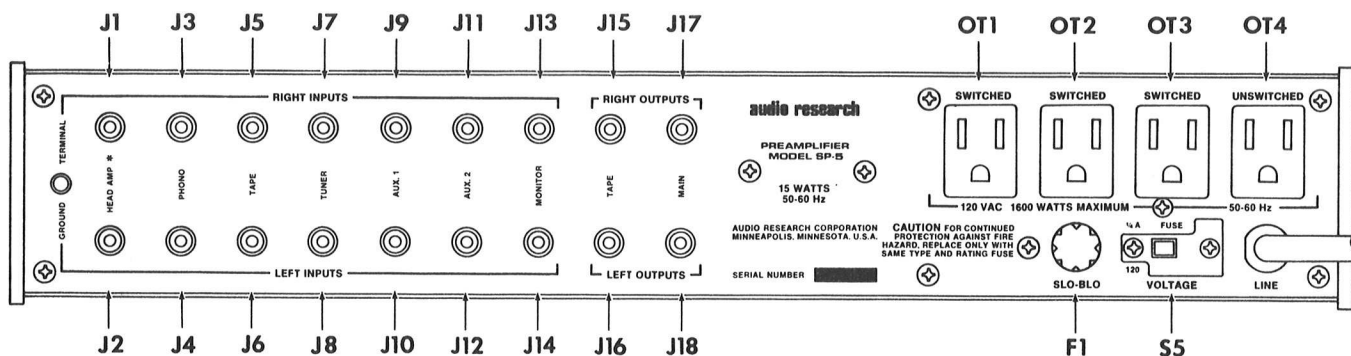 J1 J3 J5 J7 J9 J11 J13 J15 J17 OT1 OT2 OT3 OT4
RIGHT INPUTS
RIGHT OUTPUTS
GROUND TERMINAL
HEAD AMP *
PHONO
TAPE
TUNER
AUX. 1
AUX. 2
MONITOR
TAPE
MAIN
LEFT INPUTS
LEFT OUTPUTS
audio research
PREAMPLIFIER
MODEL SP-5
15 WATTS
50-60 Hz
AUDIO RESEARCH CORPORATION
MINNEAPOLIS, MINNESOTA, U.S.A.
SERIAL NUMBER
SWITCHED SWITCHED SWITCHED UNSWITCHED
120 VAC 1600 WATTS MAXIMUM 50-60 Hz
CAUTION FOR CONTINUED
PROTECTION AGAINST FIRE
HAZARD, REPLACE ONLY WITH
SAME TYPE AND RATING FUSE
SLO-BLO
A FUSE
120
VOLTAGE
LINE
J2 J4 J6 J8 J10 J12 J14 J16 J18 F1 S5